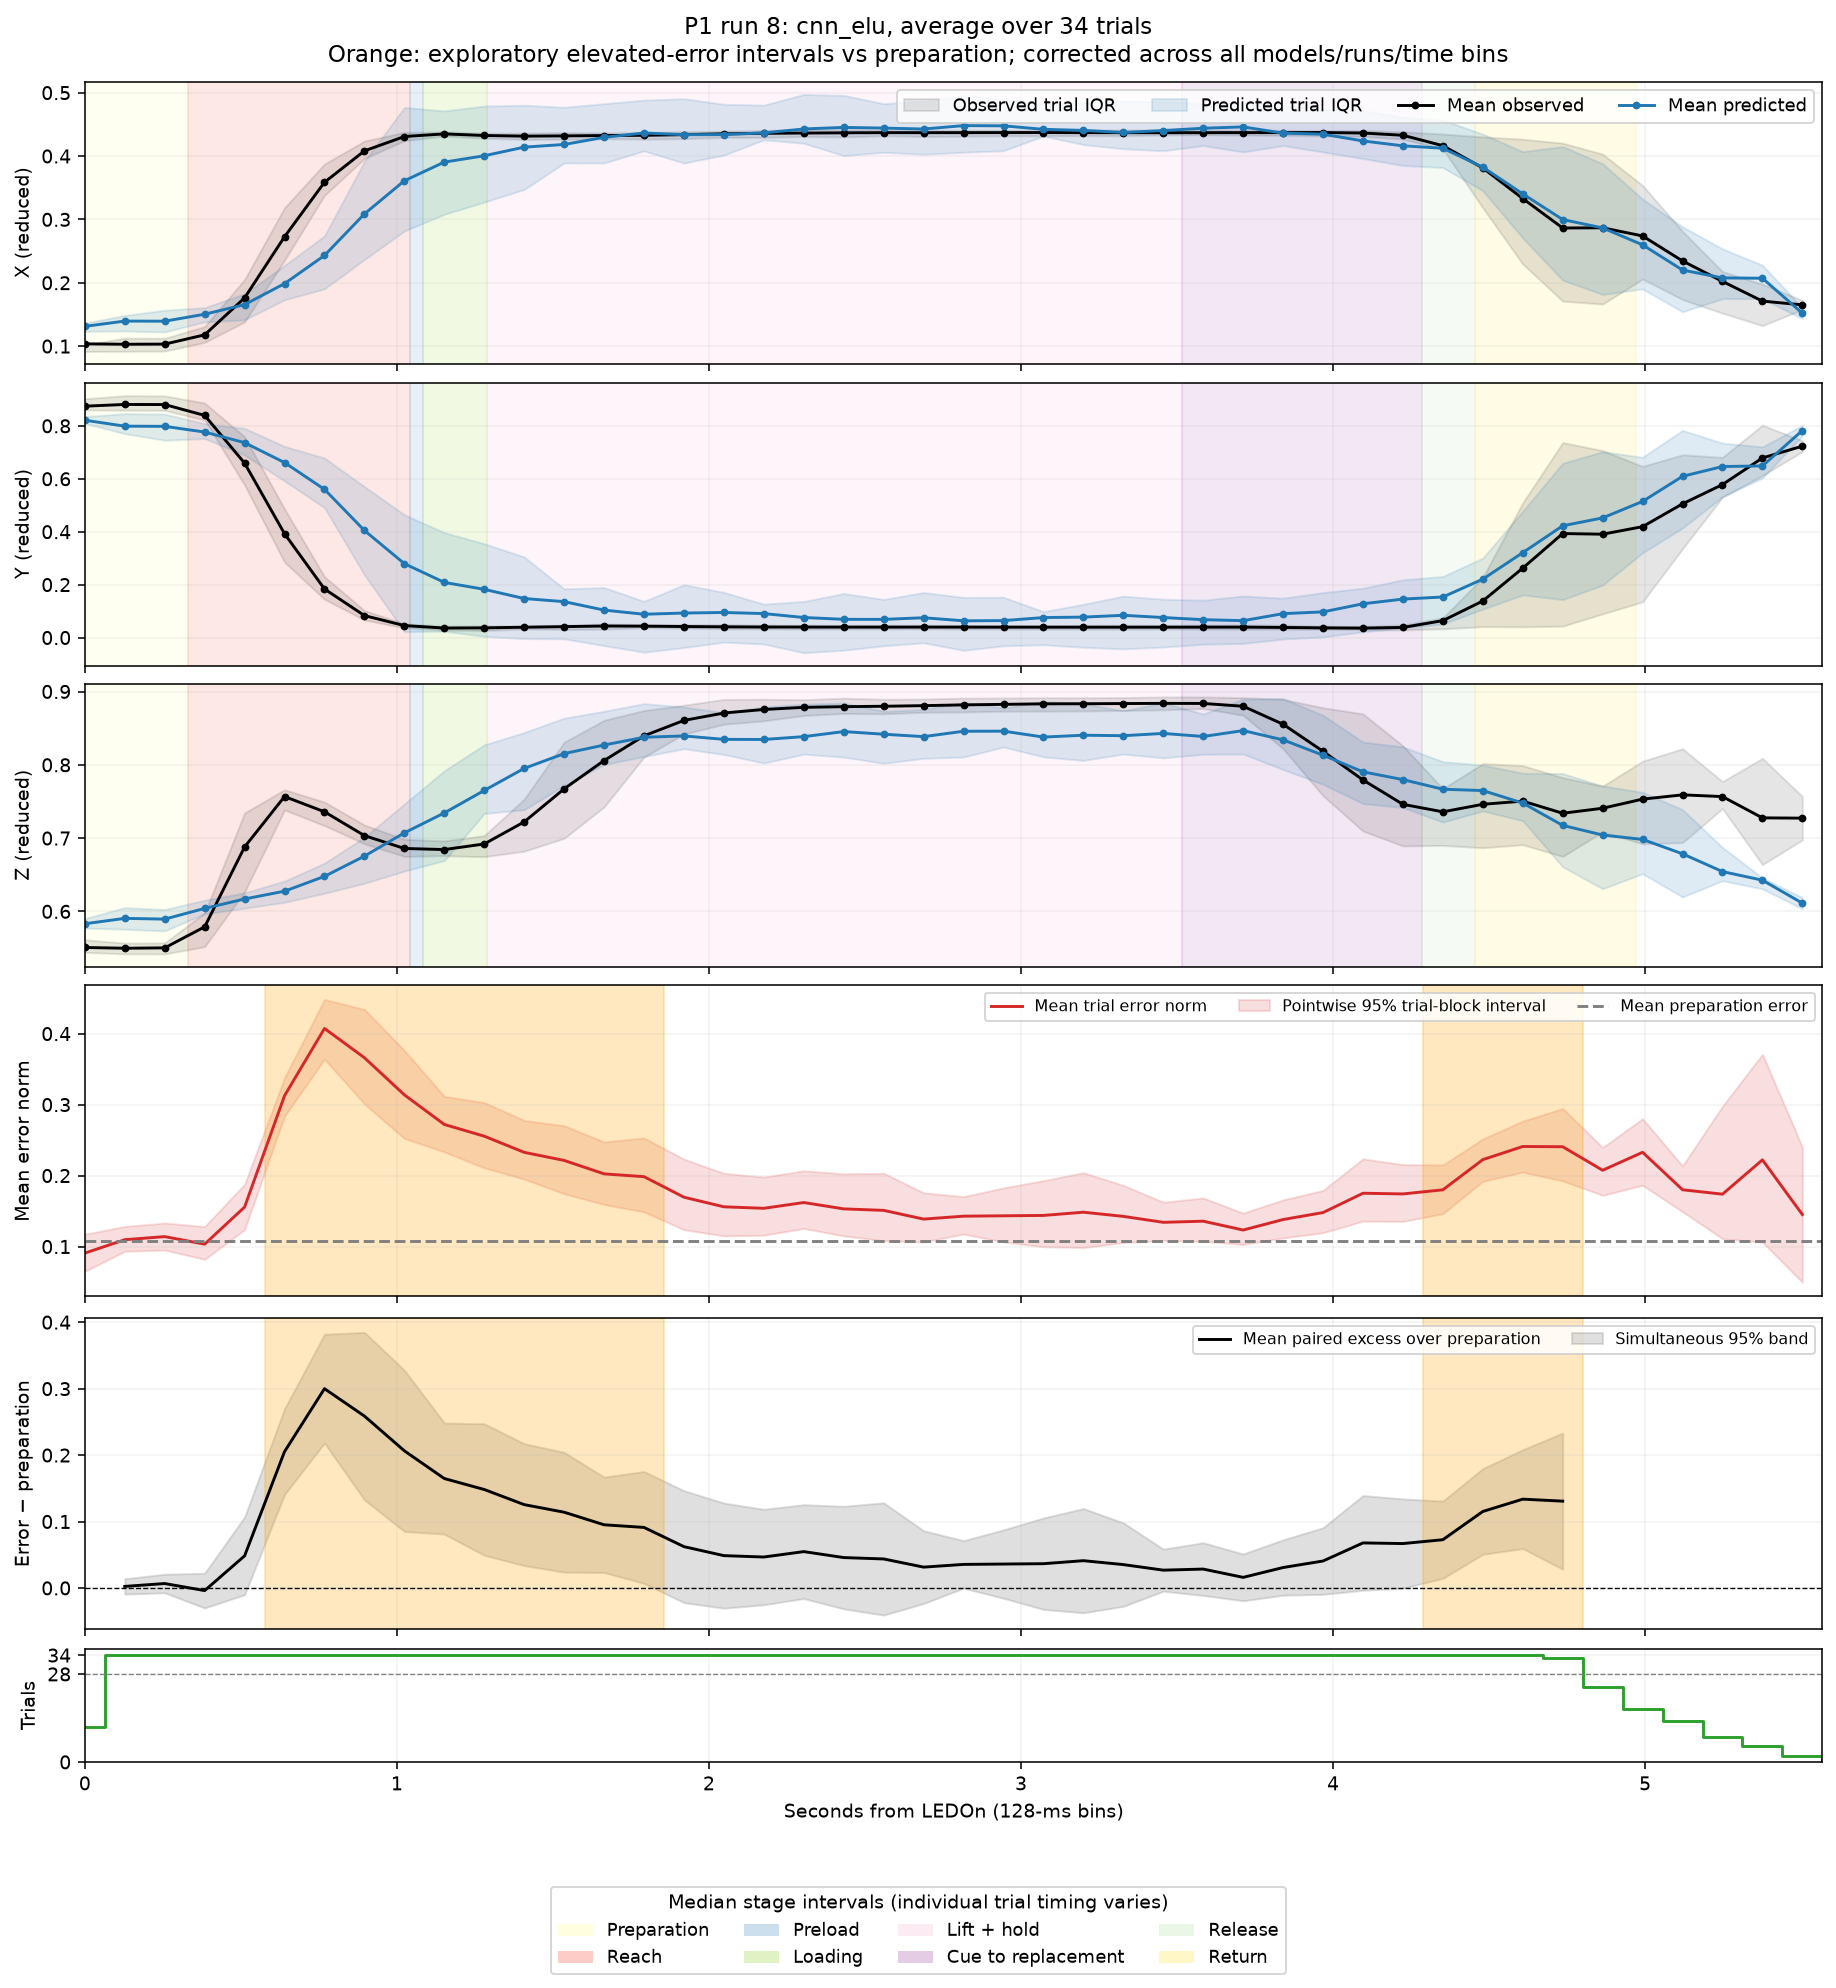 P1 run 8: cnn_elu, average over 34 trials
Orange: exploratory elevated-error intervals vs preparation; corrected across all models/runs/time bins
Observed trial IQR Predicted trial IQR Mean observed Mean predicted
X (reduced)
0.5
0.4
0.3
0.2
0.1
Y (reduced)
0.8
0.6
0.4
0.2
0.0
Z (reduced)
0.9
0.8
0.7
0.6
Mean trial error norm Pointwise 95% trial-block interval Mean preparation error
Mean error norm
0.4
0.3
0.2
0.1
Mean paired excess over preparation Simultaneous 95% band
Error − preparation
0.4
0.3
0.2
0.1
0.0
Trials
34
28
0
0 1 2 3 4 5
Seconds from LEDOn (128-ms bins)
Median stage intervals (individual trial timing varies)
Preparation Preload Lift + hold Release
Reach Loading Cue to replacement Return